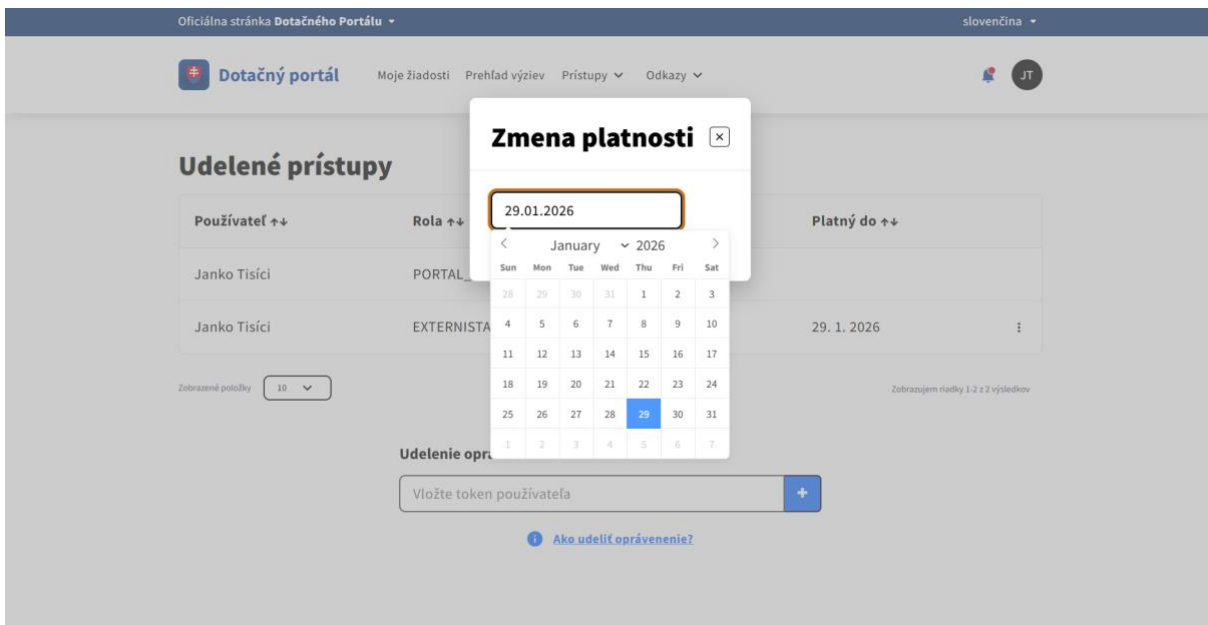 Oficiálna stránka Dotačného Portálu slovenčina
Dotačný portál Moje žiadosti Prehľad výziev Prístupy Odkazy JT
Zmena platnosti
Udelené prístupy
29.01.2026
Používateľ Rola Platný do
January 2026
Sun Mon Tue Wed Thu Fri Sat
Janko Tisíci PORTAL_
28 29 30 31 1 2 3
Janko Tisíci EXTERNISTA 29. 1. 2026
4 5 6 7 8 9 10
11 12 13 14 15 16 17
Zobrazené položky 10 Zobrazujem riadky 1-2 z 2 výsledkov
18 19 20 21 22 23 24
25 26 27 28 29 30 31
1 2 3 4 5 6 7
Udelenie opr
Vložte token používateľa +
Ako udeliť oprávenenie?